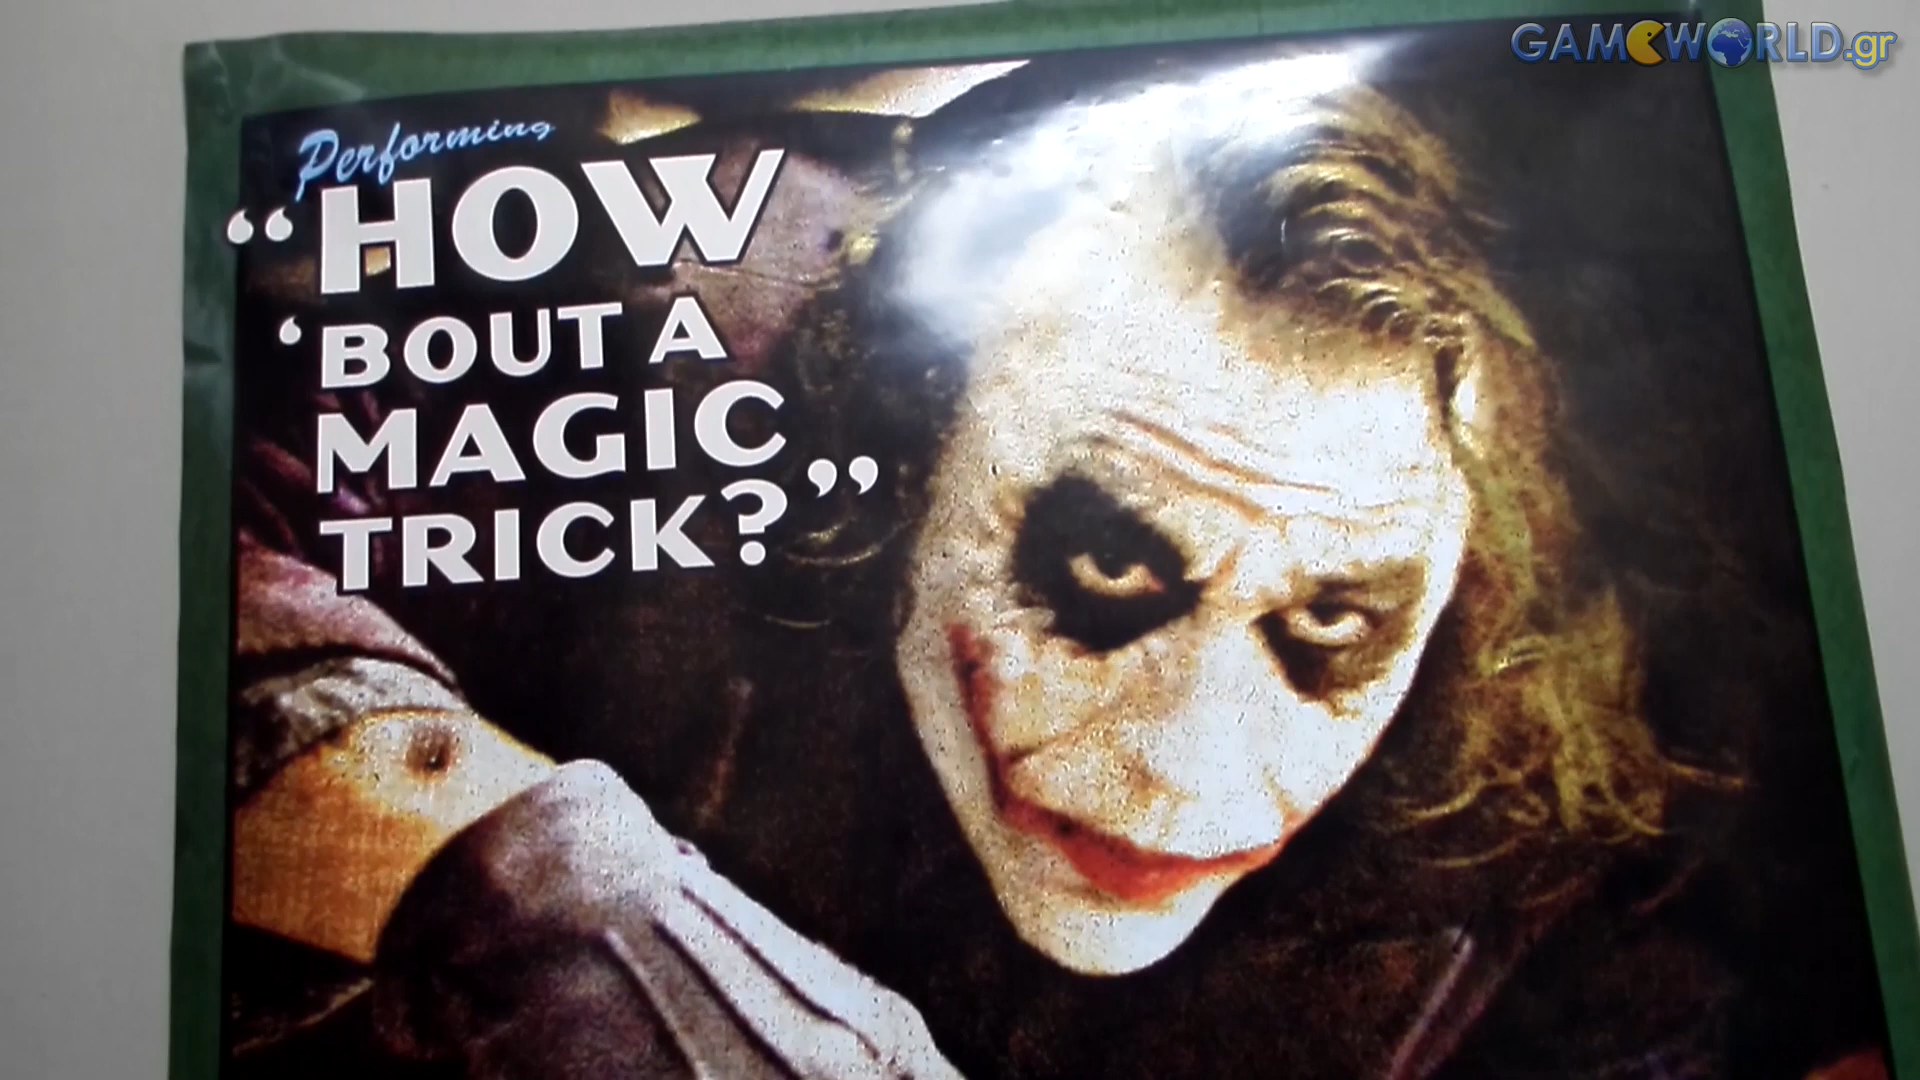 GAMEWORLD.gr
Performing
“HOW
‘BOUT A
MAGIC
TRICK?”